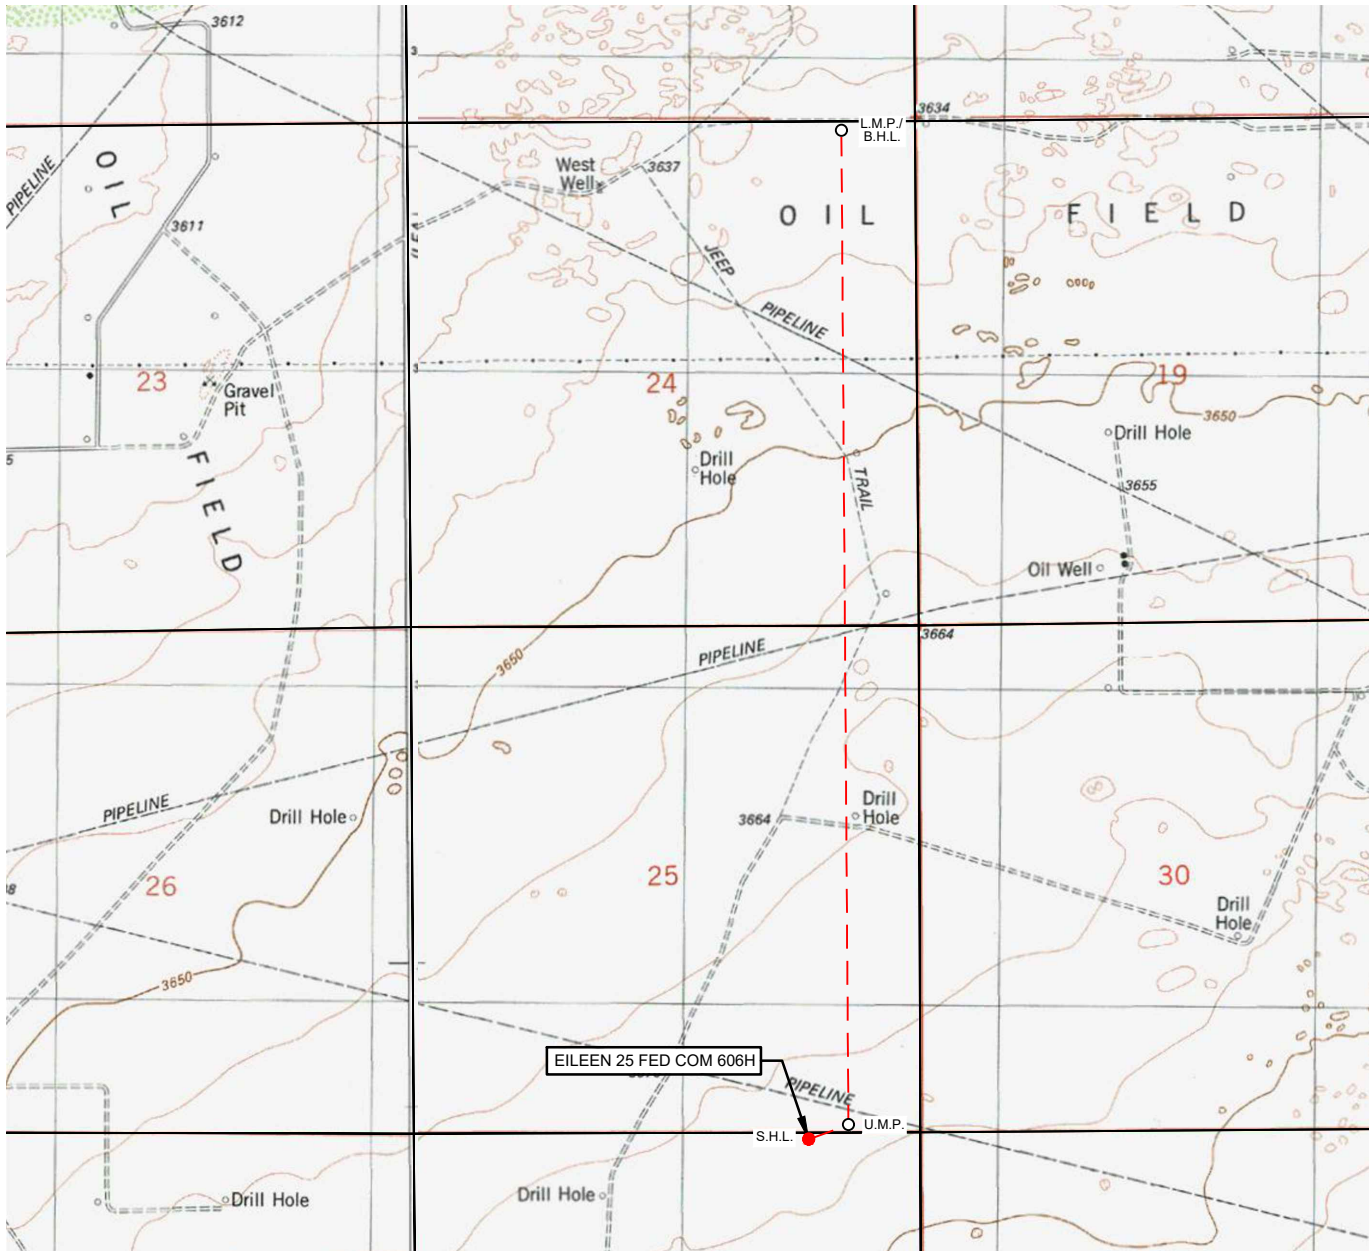 3612
3634
L.M.P./
B.H.L.
PIPELINE
OIL
West
Well
3637
OIL
FIELD
3611
JEEP
PIPELINE
23
Gravel
Pit
24
19
3650
Drill Hole
5
FIELD
Drill
Hole
TRAIL
3655
Oil Well
3650
PIPELINE
3664
PIPELINE
Drill Hole
3664
Drill
Hole
8
26
25
30
Drill
Hole
3650
EILEEN 25 FED COM 606H
PIPELINE
S.H.L.
U.M.P.
Drill Hole
Drill Hole